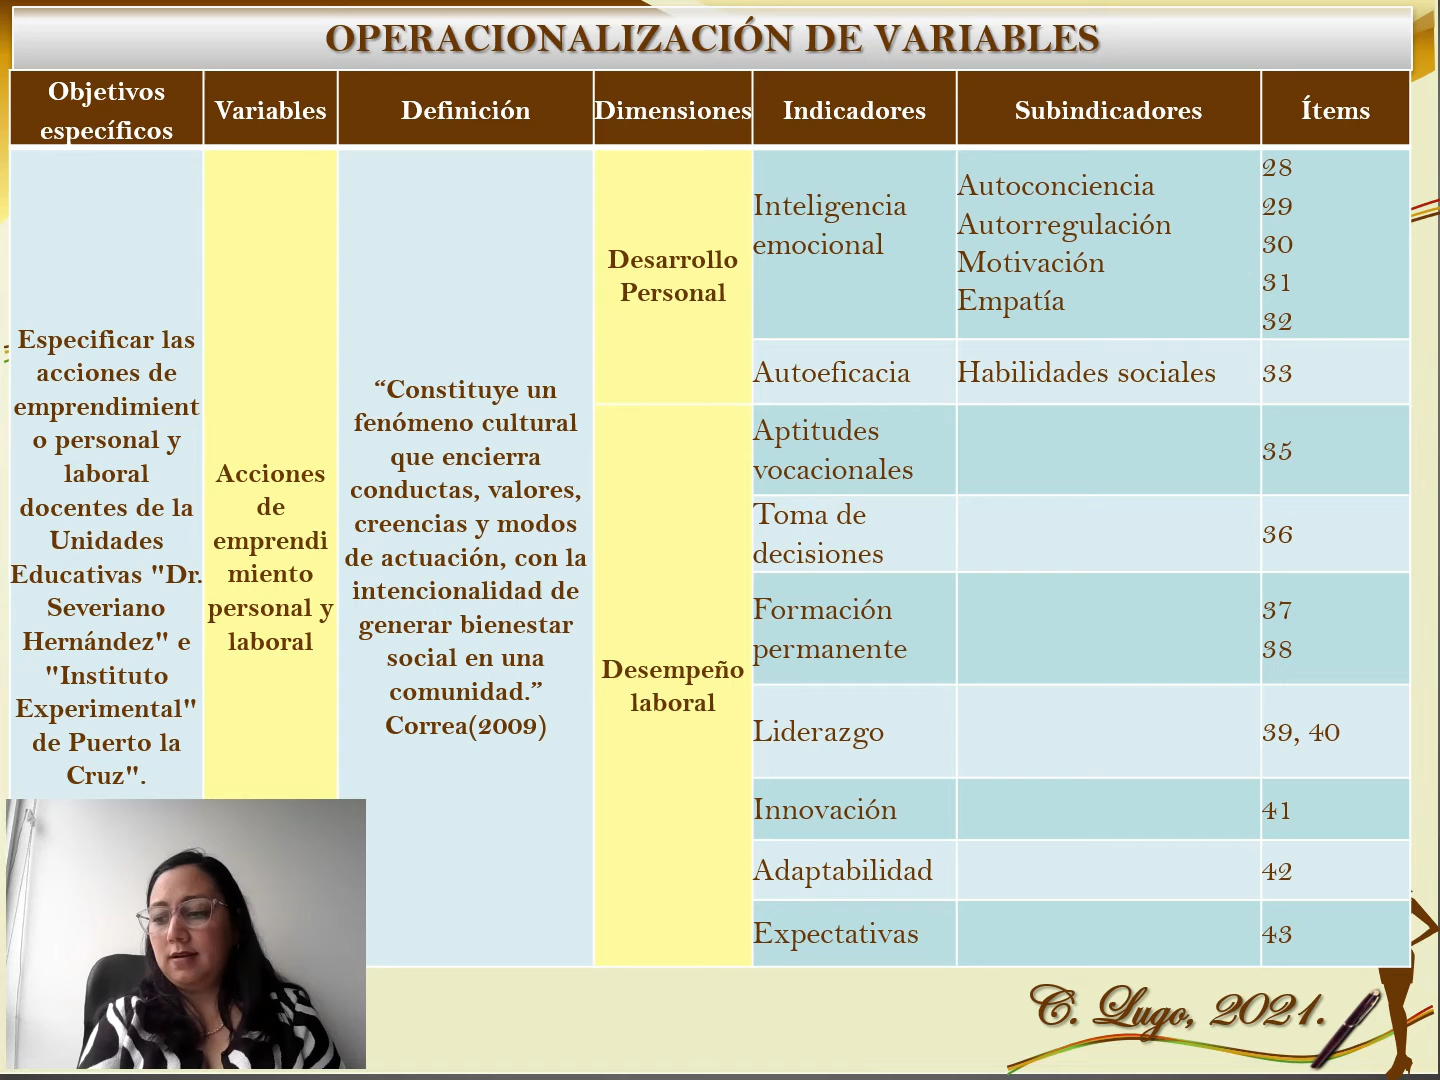 OPERACIONALIZACIÓN DE VARIABLES
Objetivos
específicos
Variables
Definición
Dimensiones
Indicadores
Subindicadores
Ítems
Especificar las
acciones de
emprendimient
o personal y
laboral
docentes de la
Unidades
Educativas "Dr.
Severiano
Hernández" e
"Instituto
Experimental"
de Puerto la
Cruz".
Acciones
de
emprendi
miento
personal y
laboral
“Constituye un
fenómeno cultural
que encierra
conductas, valores,
creencias y modos
de actuación, con la
intencionalidad de
generar bienestar
social en una
comunidad.”
Correa(2009)
Desarrollo
Personal
Inteligencia
emocional
Autoconciencia
Autorregulación
Motivación
Empatía
28
29
30
31
32
Autoeficacia
Habilidades sociales
33
Desempeño
laboral
Aptitudes
vocacionales
35
Toma de
decisiones
36
Formación
permanente
37
38
Liderazgo
39, 40
Innovación
41
Adaptabilidad
42
Expectativas
43
C. Lugo, 2021.